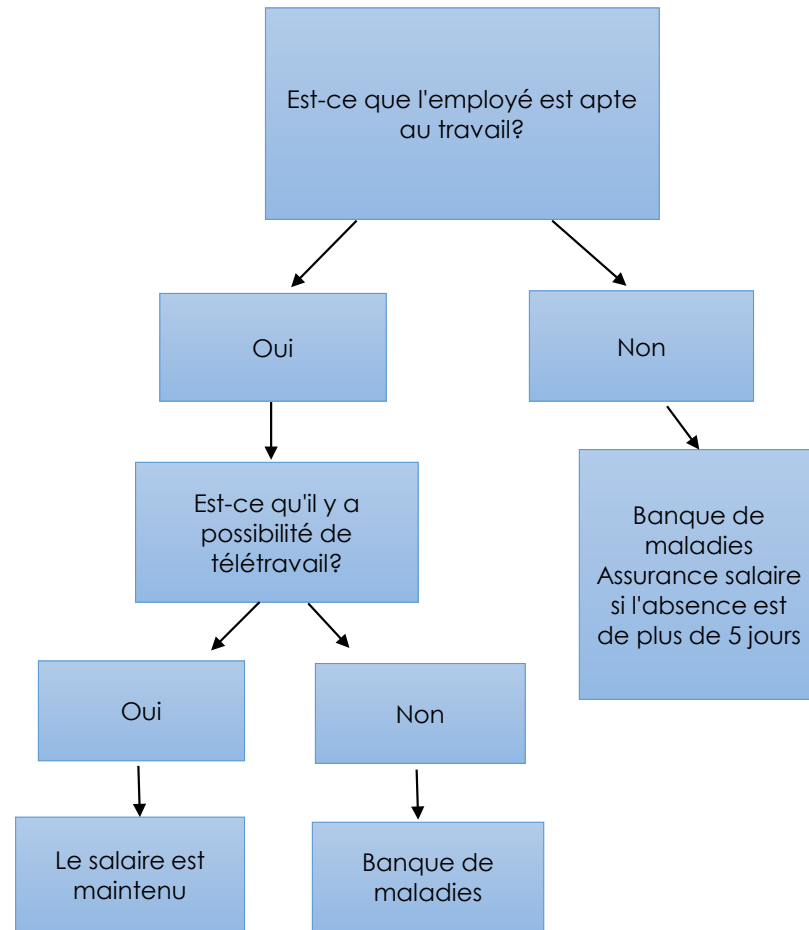 Est-ce que l'employé est apte
au travail?
Oui
Non
Est-ce qu'il y a
possibilité de
télétravail?
Banque de
maladies
Assurance salaire
si l'absence est
de plus de 5 jours
Oui
Non
Le salaire est
maintenu
Banque de
maladies